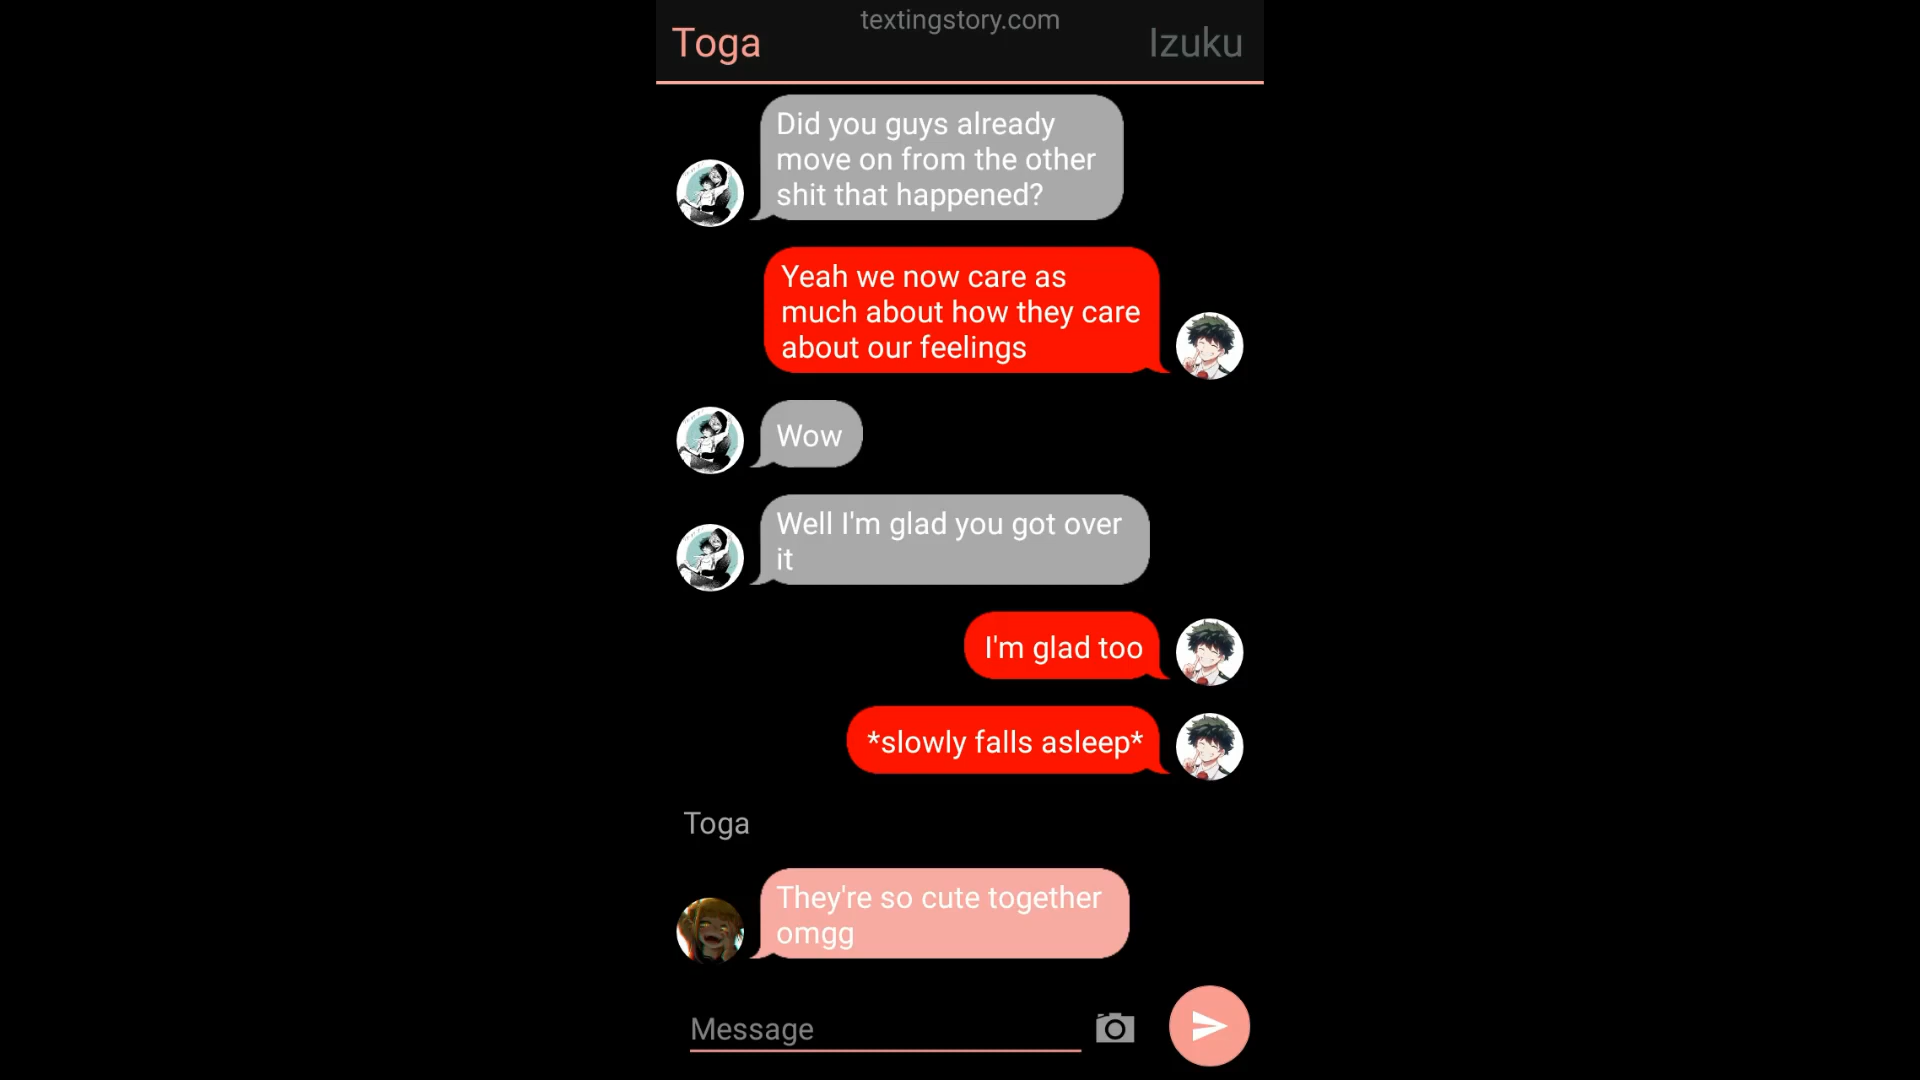 textingstory.com
Toga
Izuku
Did you guys already
move on from the other
shit that happened?
Yeah we now care as
much about how they care
about our feelings
Wow
Well I'm glad you got over
it
I'm glad too
*slowly falls asleep*
Toga
They're so cute together
omgg
Message